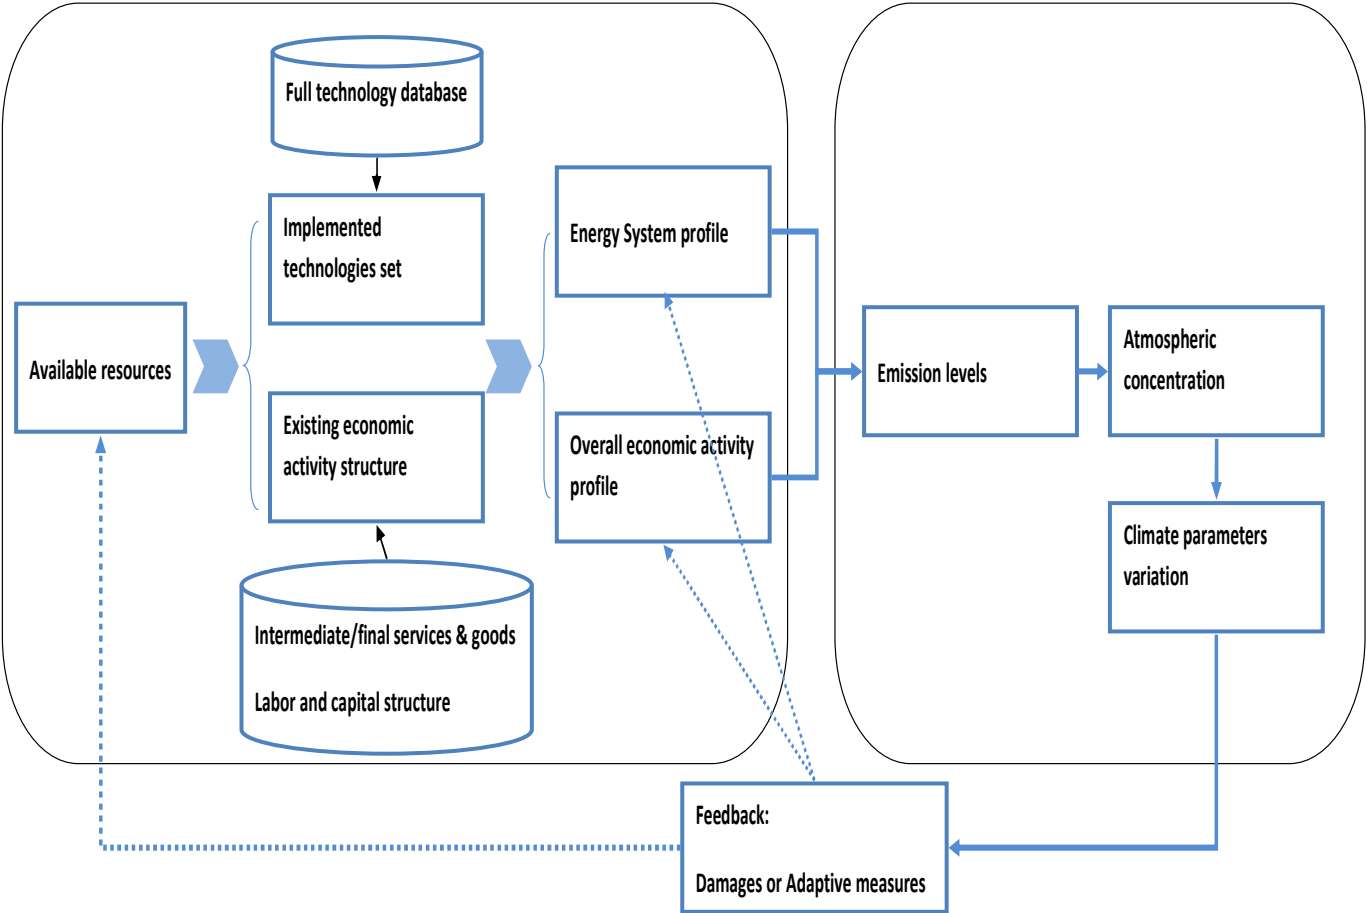 Full technology database
Implemented
technologies set
Energy System profile
Available resources
Existing economic
activity structure
Overall economic activity
profile
Emission levels
Atmospheric
concentration
Climate parameters
variation
Intermediate/final services & goods
Labor and capital structure
Feedback:
Damages or Adaptive measures